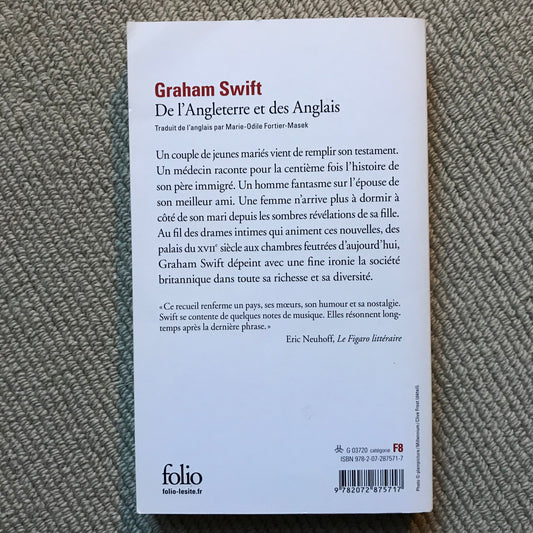 Graham Swift
De l'Angleterre et des Anglais
Traduit de l'anglais par Marie-Odile Fortier-Masek
Un couple de jeunes mariés vient de remplir son testament.
Un médecin raconte pour la centième fois l'histoire de
son père immigré. Un homme fantasme sur l'épouse de
son meilleur ami. Une femme n'arrive plus à dormir à
côté de son mari depuis les sombres révélations de sa fille.
Au fil des drames intimes qui animent ces nouvelles, des
palais du XVIIe siècle aux chambres feutrées d'aujourd'hui,
Graham Swift dépeint avec une fine ironie la société
britannique dans toute sa richesse et sa diversité.
« Ce recueil renferme un pays, ses mœurs, son humour et sa nostalgie.
Swift se contente de quelques notes de musique. Elles résonnent long-
temps après la dernière phrase. »
Eric Neuhoff, Le Figaro littéraire
G 03720 catégorie F8
ISBN 978-2-07-287571-7
9 782072 875717
folio
folio-lesite.fr
Photo © plainpicture / Millennium / Clive Frost (détail).